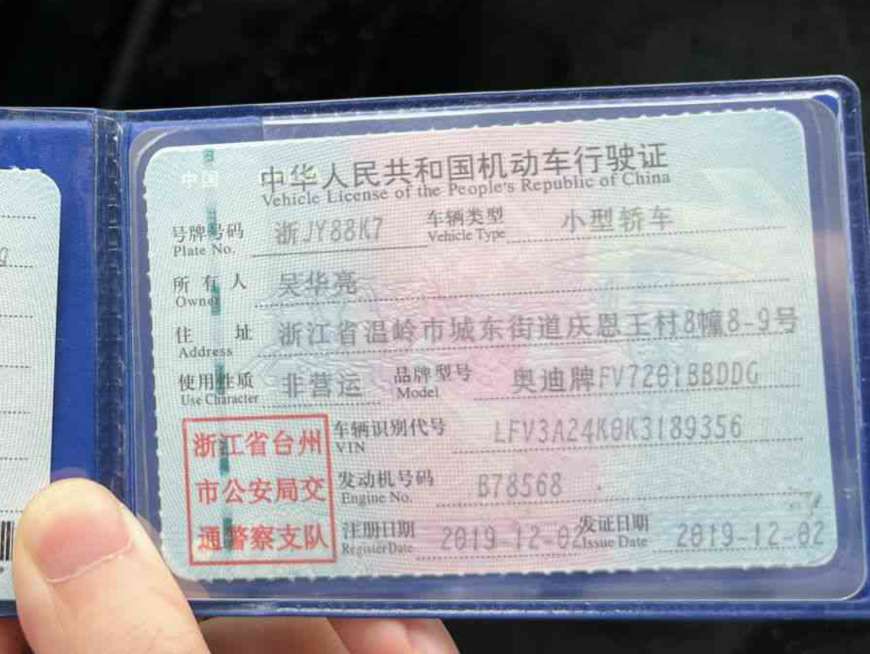 中国
中华人民共和国机动车行驶证
Vehicle License of the People's Republic of China
号牌号码 浙JY88K7 车辆类型 小型轿车
Plate No. Vehicle Type
所有人 吴华亮
Owner
住址 浙江省温岭市城东街道庆恩王村8幢8-9号
Address
使用性质 非营运 品牌型号 奥迪牌FV7201BBDDG
Use Character Model
浙江省台州
市公安局交
通警察支队
车辆识别代号 LFV3A24K0K3189356
VIN
发动机号码 B78568
Engine No.
注册日期 2019-12-02 发证日期 2019-12-02
Register Date Issue Date